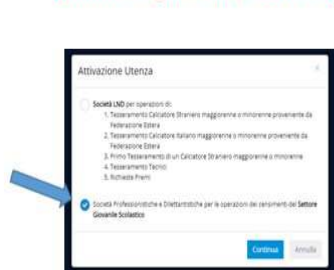 Attivazione Utenza
×
Società LND per operazioni di:
1. Tesseramento Calciatore Straniero maggiorenne o minorenne proveniente da
Federazione Estera
2. Tesseramento Calciatore Italiano maggiorenne o minorenne proveniente da
Federazione Estera
3. Primo Tesseramento di un Calciatore Straniero maggiorenne o minorenne
4. Tesseramento Tecnici
5. Richieste Premi
Società Professionistiche e Dilettantistiche per le operazioni dei censimenti del Settore
Giovanile Scolastico
Continua
Annulla